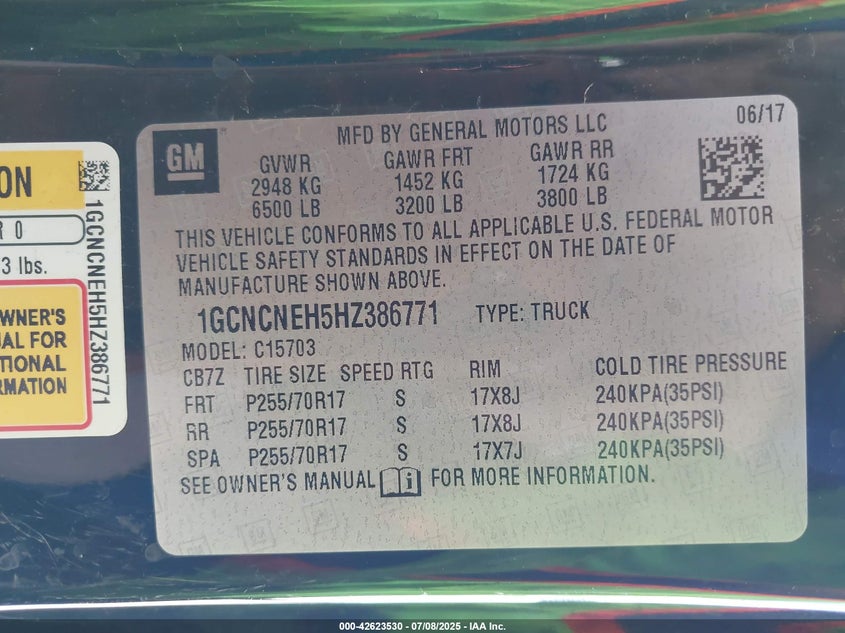 ON
R 0
3 lbs.
WNER'S
UAL FOR
TIONAL
RMATION
1GCNCNEH5HZ386771
GM
MFD BY GENERAL MOTORS LLC
06/17
GVWR GAWR FRT GAWR RR
2948 KG 1452 KG 1724 KG
6500 LB 3200 LB 3800 LB
THIS VEHICLE CONFORMS TO ALL APPLICABLE U.S. FEDERAL MOTOR
VEHICLE SAFETY STANDARDS IN EFFECT ON THE DATE OF
MANUFACTURE SHOWN ABOVE.
1GCNCNEH5HZ386771 TYPE: TRUCK
MODEL: C15703
CB7Z TIRE SIZE SPEED RTG RIM COLD TIRE PRESSURE
FRT P255/70R17 S 17X8J 240KPA(35PSI)
RR P255/70R17 S 17X8J 240KPA(35PSI)
SPA P255/70R17 S 17X7J 240KPA(35PSI)
SEE OWNER'S MANUAL FOR MORE INFORMATION.
000-42623530 - 07/08/2025 - IAA Inc.